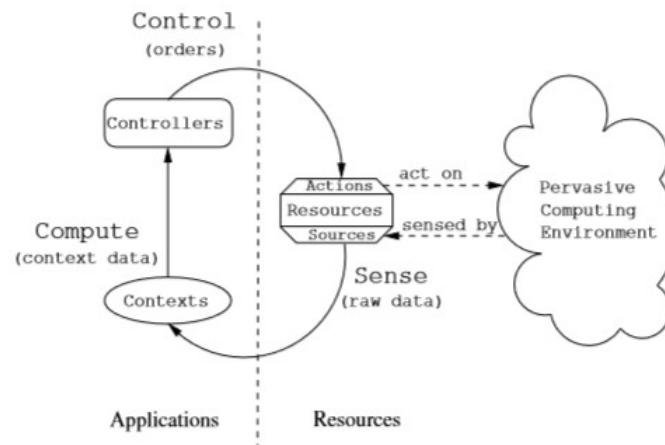 Control
(orders)
Controllers
Actions
act on
Resources
Pervasive
Computing
Environment
Sources
sensed by
Compute
(context data)
Sense
(raw data)
Contexts
Applications
Resources